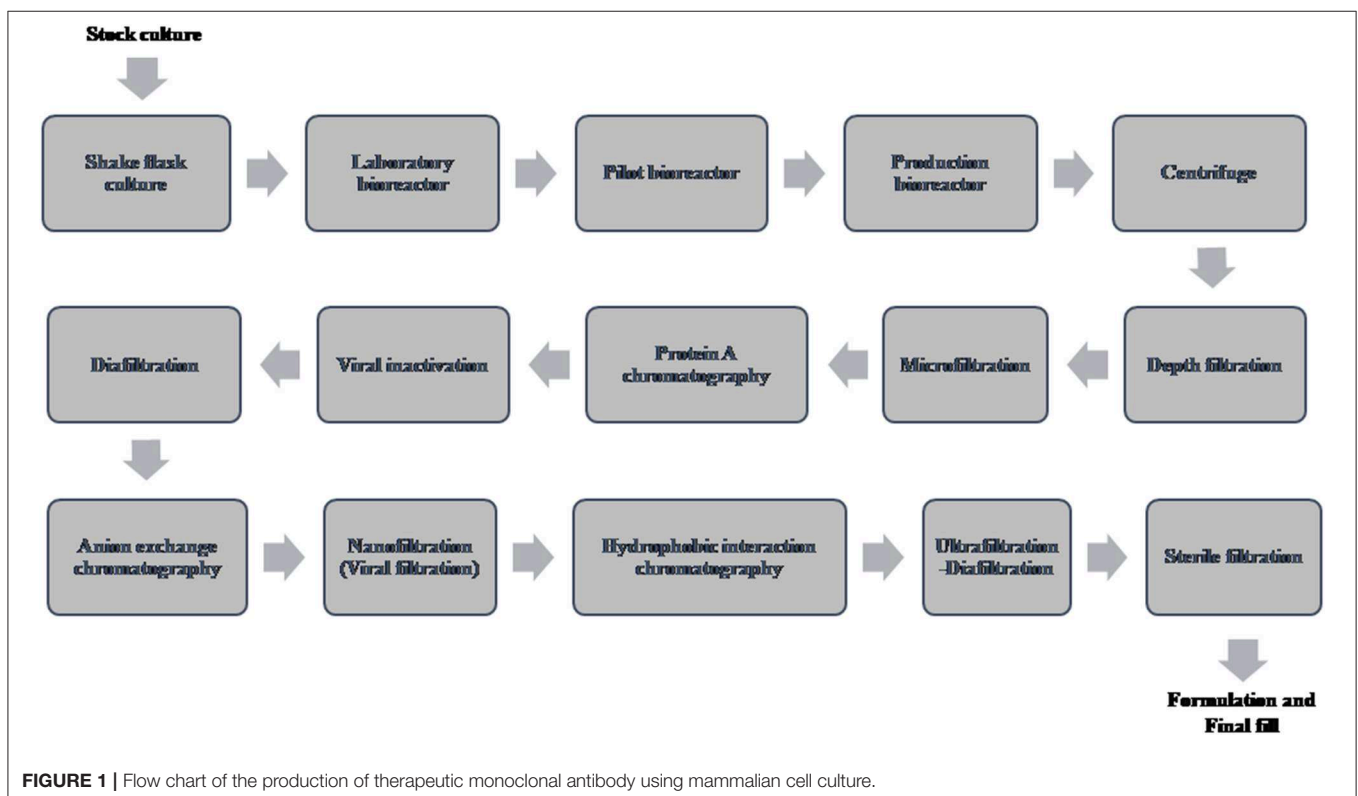 Stock culture
Shake flask
culture
Laboratory
bioreactor
Pilot bioreactor
Production
bioreactor
Centrifuge
Diafiltration
Viral inactivation
Protein A
chromatography
Microfiltration
Depth filtration
Anion exchange
chromatography
Nanofiltration
(Viral filtration)
Hydrophobic interaction
chromatography
Ultrafiltration
-Diafiltration
Sterile filtration
Formulation and
Final fill
FIGURE 1 | Flow chart of the production of therapeutic monoclonal antibody using mammalian cell culture.